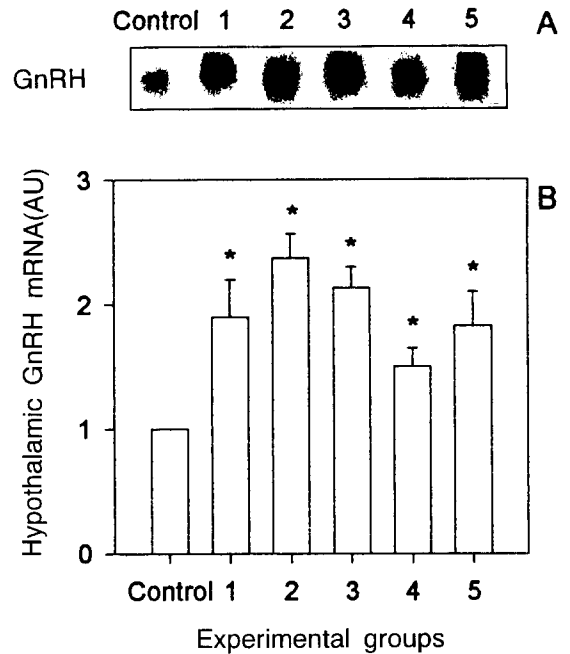 Control 1 2 3 4 5 A
GnRH
Hypothalamic GnRH mRNA(AU)
3 B
* * * * *
2
1
0
Control 1 2 3 4 5
Experimental groups